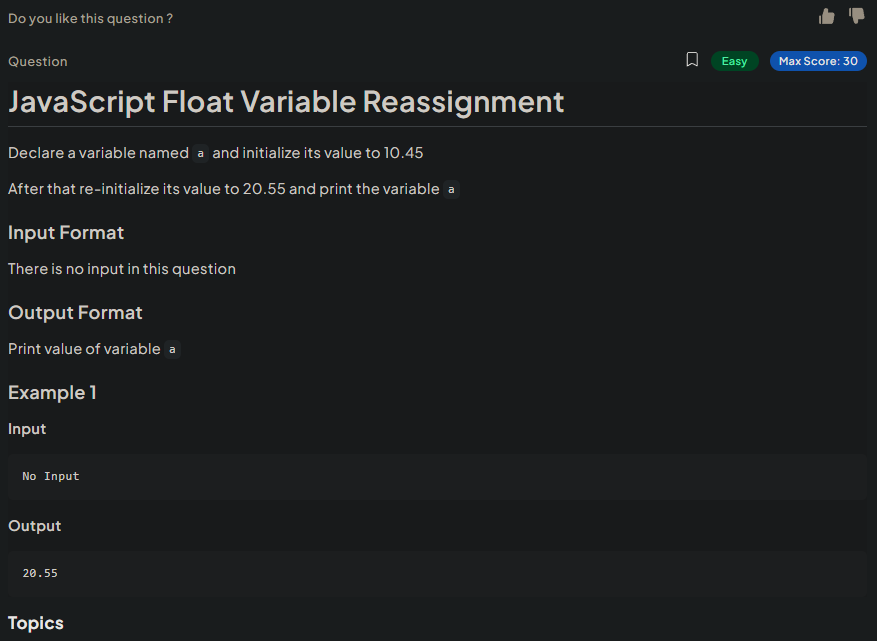 Do you like this question ?
Question
Easy
Max Score: 30
JavaScript Float Variable Reassignment
Declare a variable named a and initialize its value to 10.45
After that re-initialize its value to 20.55 and print the variable a
Input Format
There is no input in this question
Output Format
Print value of variable a
Example 1
Input
No Input
Output
20.55
Topics